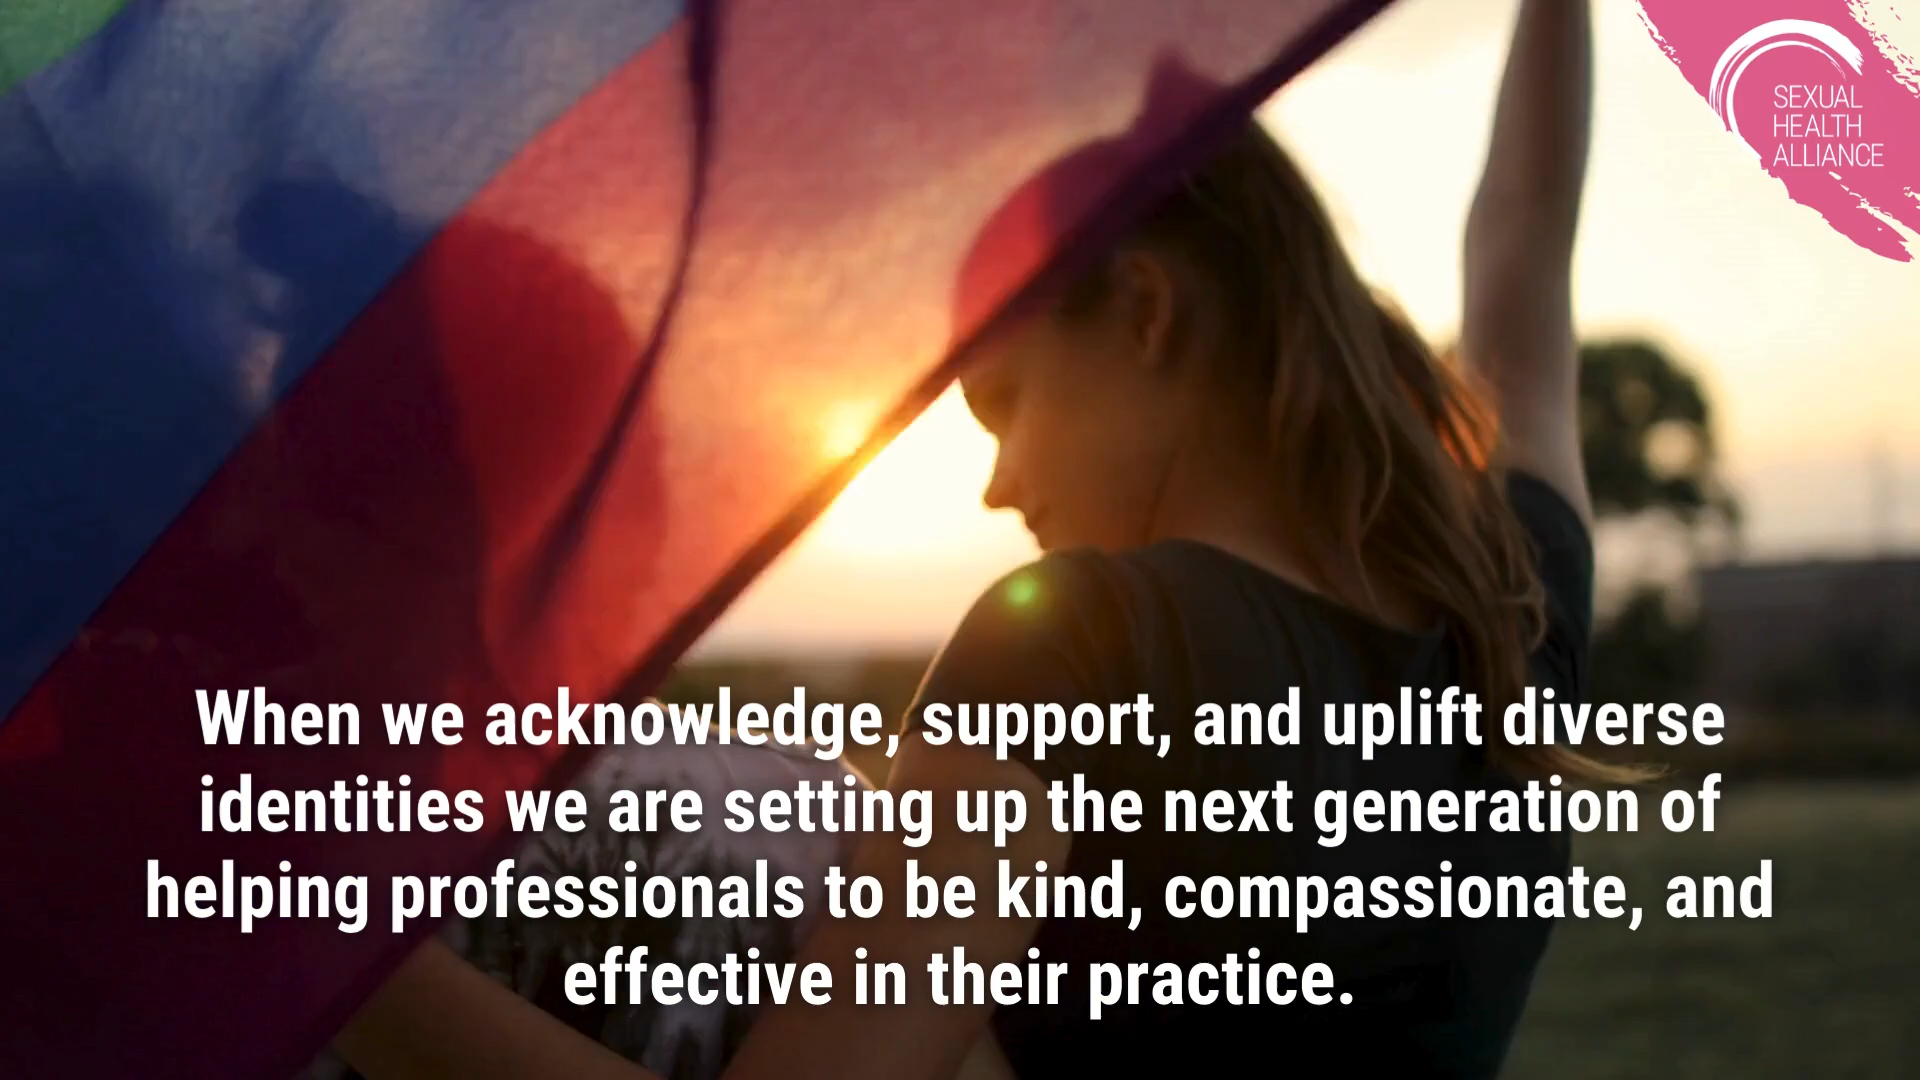 SEXUAL
HEALTH
ALLIANCE
When we acknowledge, support, and uplift diverse
identities we are setting up the next generation of
helping professionals to be kind, compassionate, and
effective in their practice.